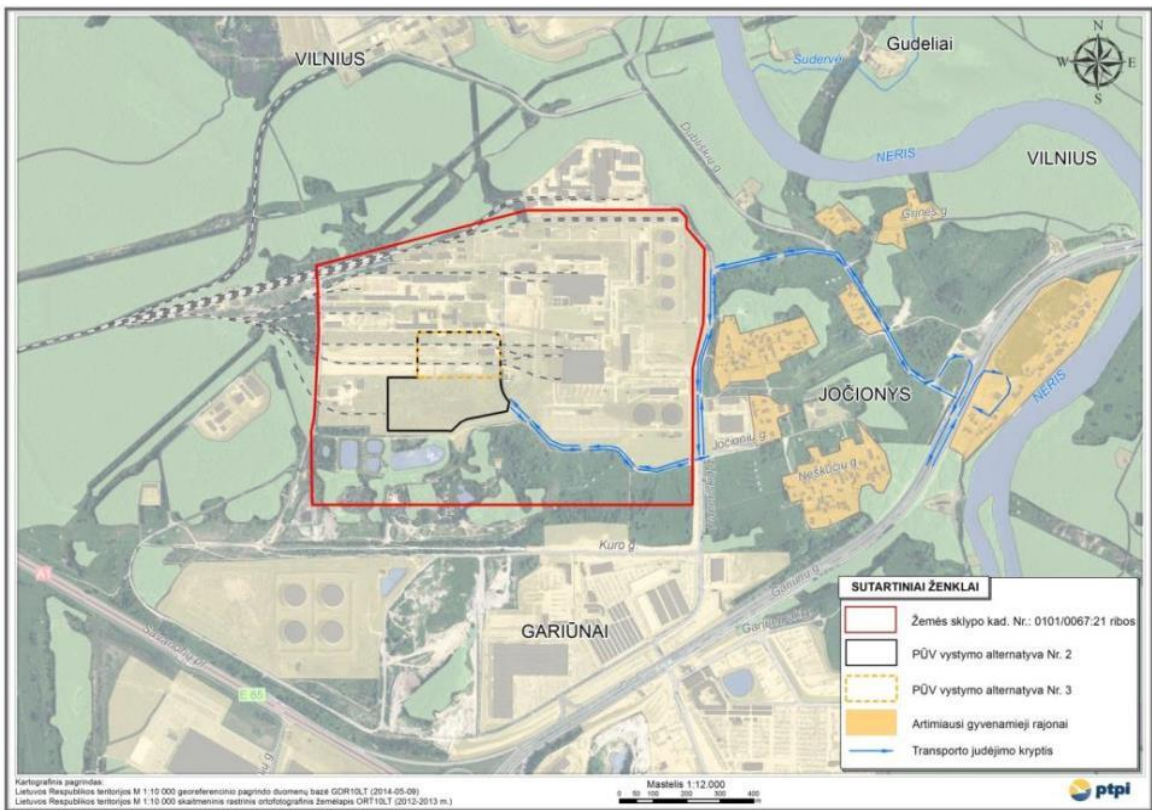 VILNIUS
Gudeliai
N
W E
S
Sudervė
Dubliškių g.
NERIS
VILNIUS
Grinės g.
JOČIONYS
NERIS
Jočionių g.
Neškučių g.
Kuro g.
Gariūnų g.
A1
Savanorių pr.
GARIŪNAI
E 65
SUTARTINIAI ŽENKLAI
Žemės sklypo kad. Nr.: 0101/0067:21 ribos
PŪV vystymo alternatyva Nr. 2
PŪV vystymo alternatyva Nr. 3
Artimiausi gyvenamieji rajonai
Transporto judėjimo kryptis
Kartografinis pagrindas:
Lietuvos Respublikos teritorijos M 1:10 000 georeferencinio pagrindo duomenų bazė GDR10LT (2014-05-09)
Lietuvos Respublikos teritorijos M 1:10 000 skaitmeninis rastrinis ortofotografinis žemėlapis ORT10LT (2012-2013 m.)
Mastelis 1:12.000
0 50 100 200 300 400
ptpi